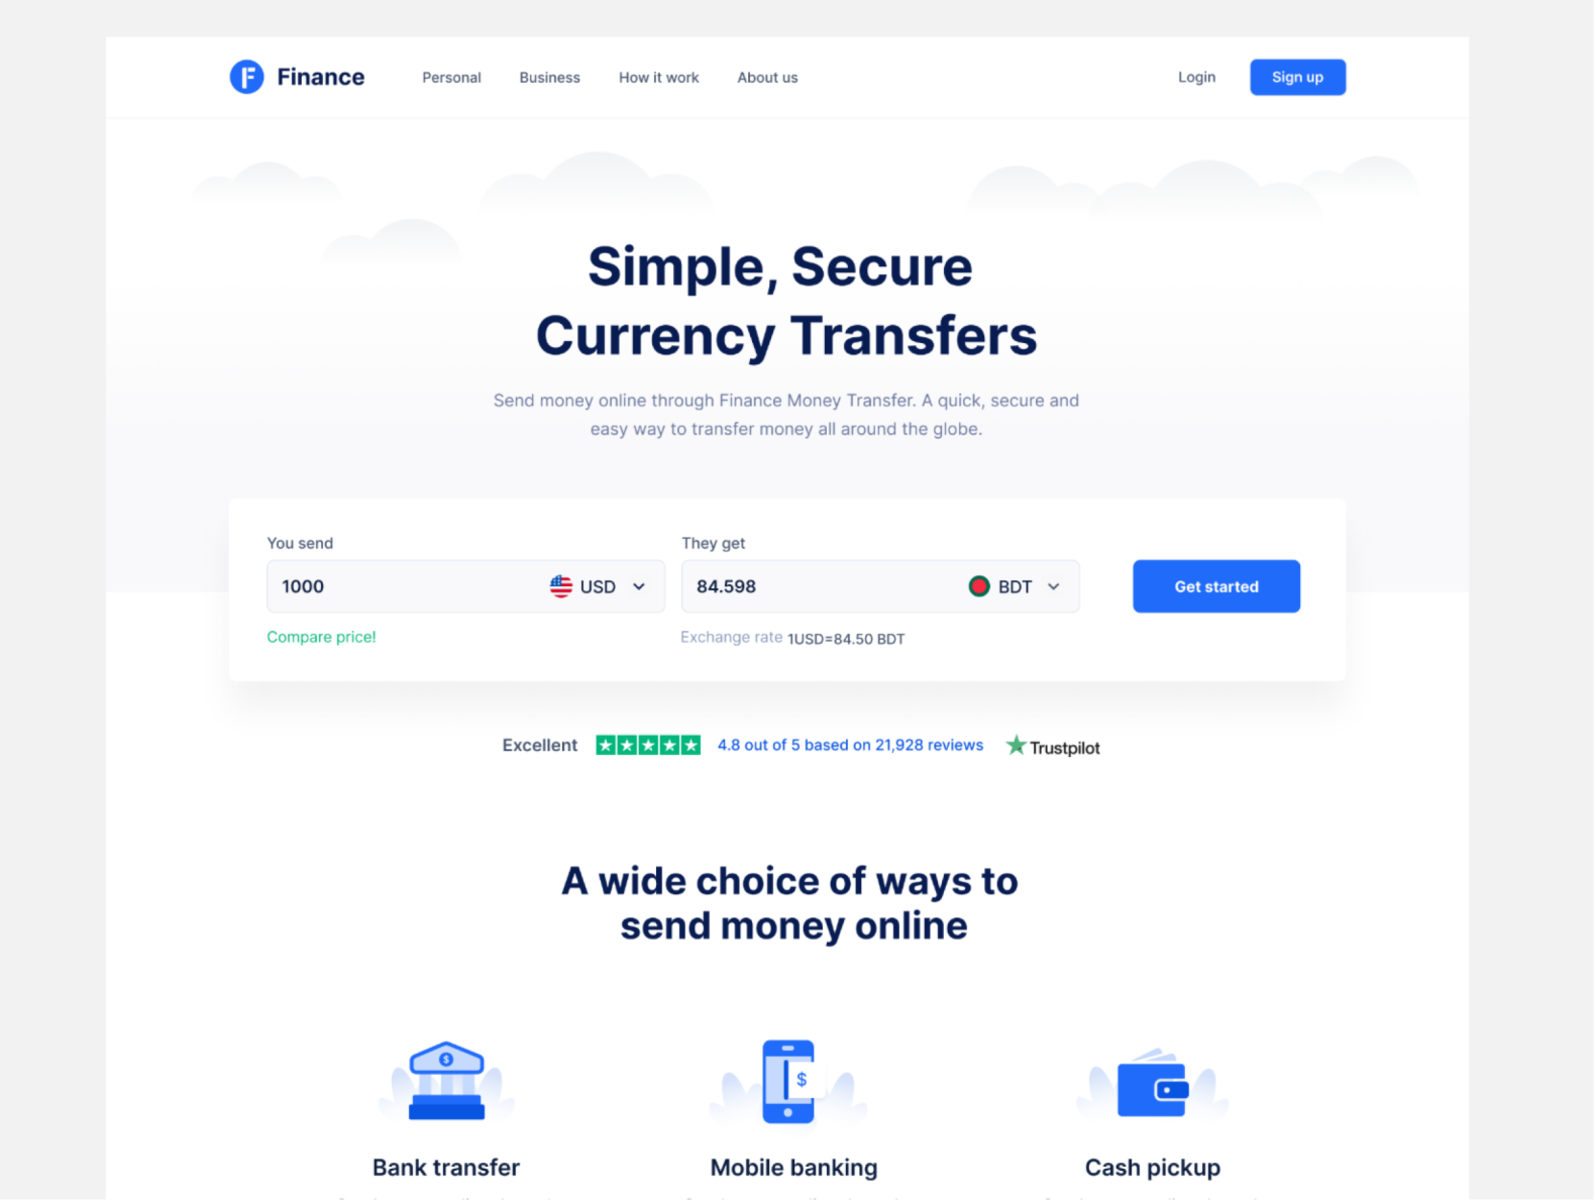 Finance
Personal
Business
How it work
About us
Login
Sign up
Simple, Secure
Currency Transfers
Send money online through Finance Money Transfer. A quick, secure and
easy way to transfer money all around the globe.
You send
They get
1000
USD
84.598
BDT
Get started
Compare price!
Exchange rate 1USD=84.50 BDT
Excellent
4.8 out of 5 based on 21,928 reviews
Trustpilot
A wide choice of ways to
send money online
$
$
Bank transfer
Mobile banking
Cash pickup